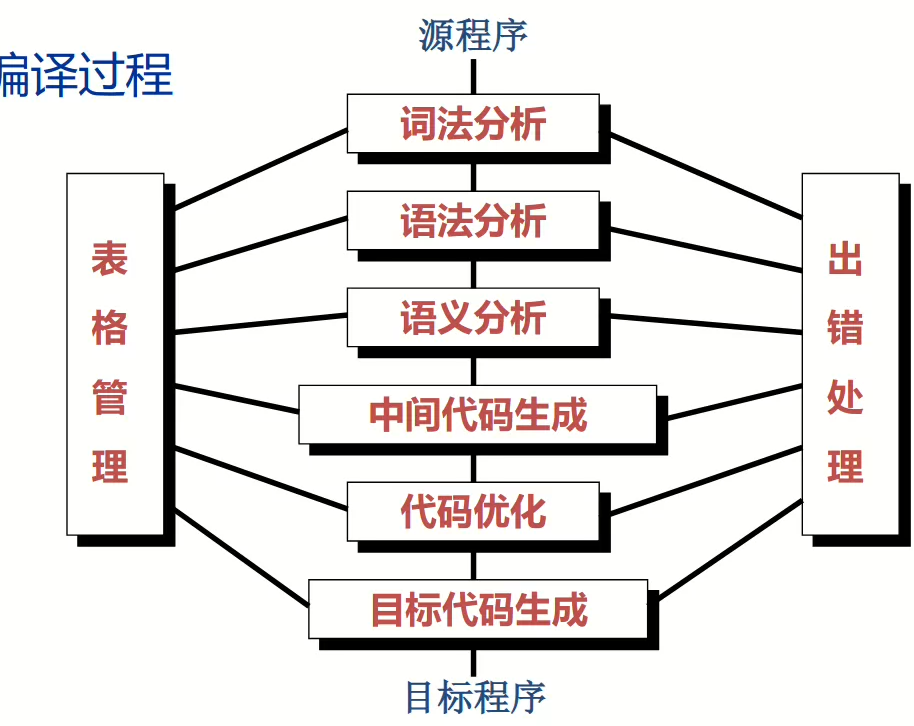 源程序
编译过程
词法分析
语法分析
语义分析
中间代码生成
代码优化
目标代码生成
表格管理
出错处理
目标程序